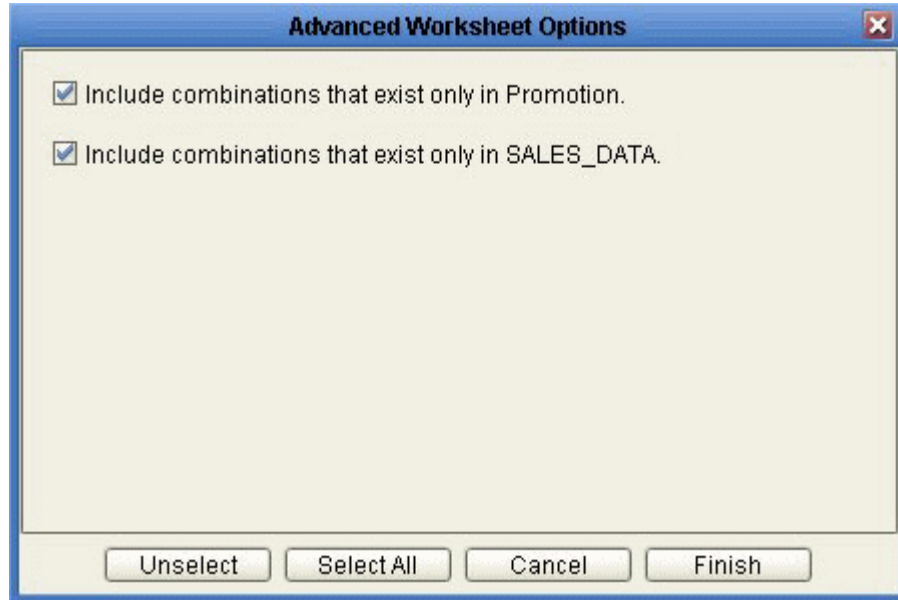 Advanced Worksheet Options
Include combinations that exist only in Promotion.
Include combinations that exist only in SALES_DATA.
Unselect
Select All
Cancel
Finish